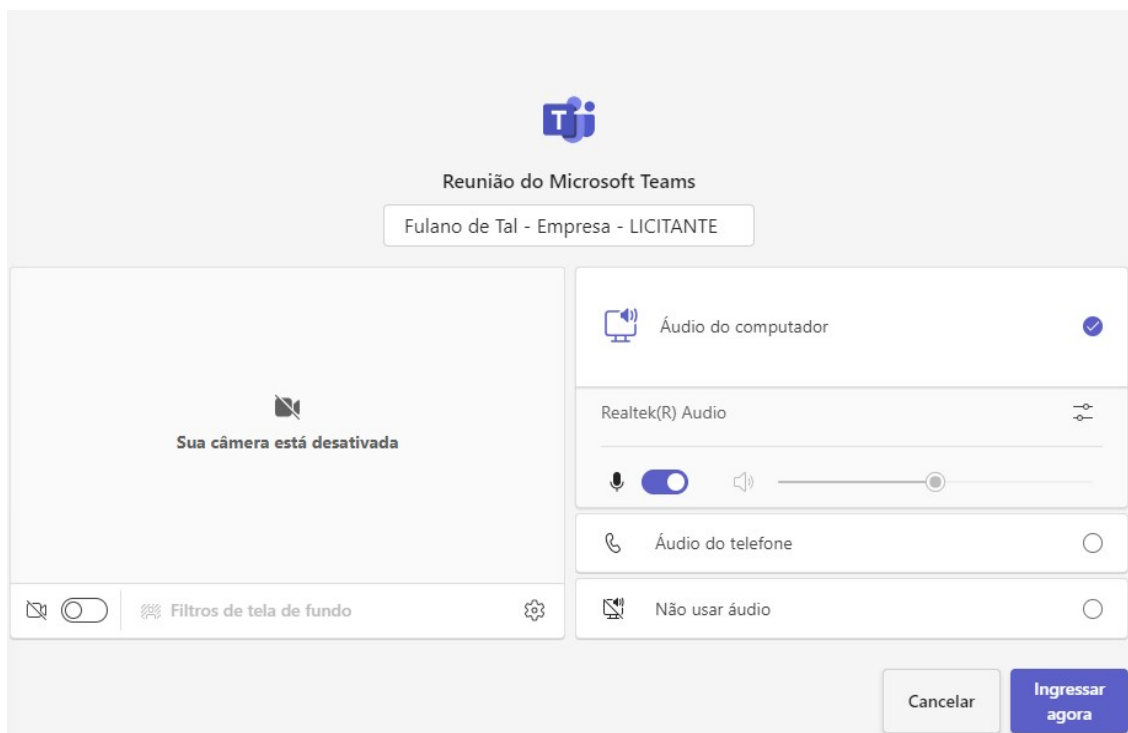 Reunião do Microsoft Teams
Fulano de Tal - Empresa - LICITANTE
Sua câmera está desativada
Filtros de tela de fundo
Áudio do computador
Realtek(R) Audio
Áudio do telefone
Não usar áudio
Cancelar
Ingressar
agora